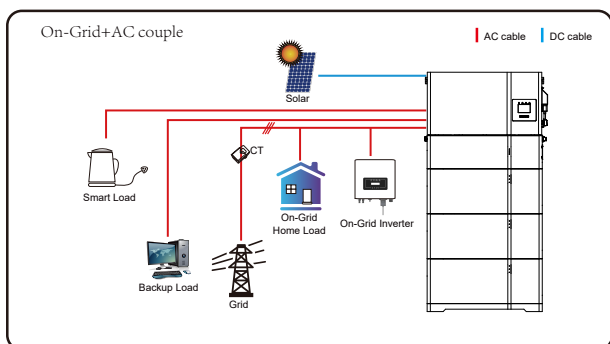 On-Grid+AC couple
AC cable
DC cable
Solar
CT
Smart Load
On-Grid
Home Load
On-Grid Inverter
Backup Load
Grid